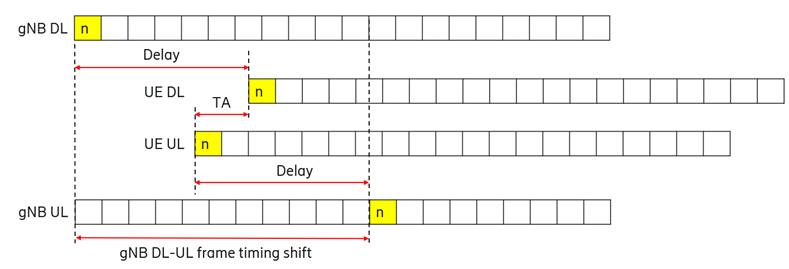 gNB DL
n
Delay
UE DL
n
TA
UE UL
n
Delay
gNB UL
n
gNB DL-UL frame timing shift